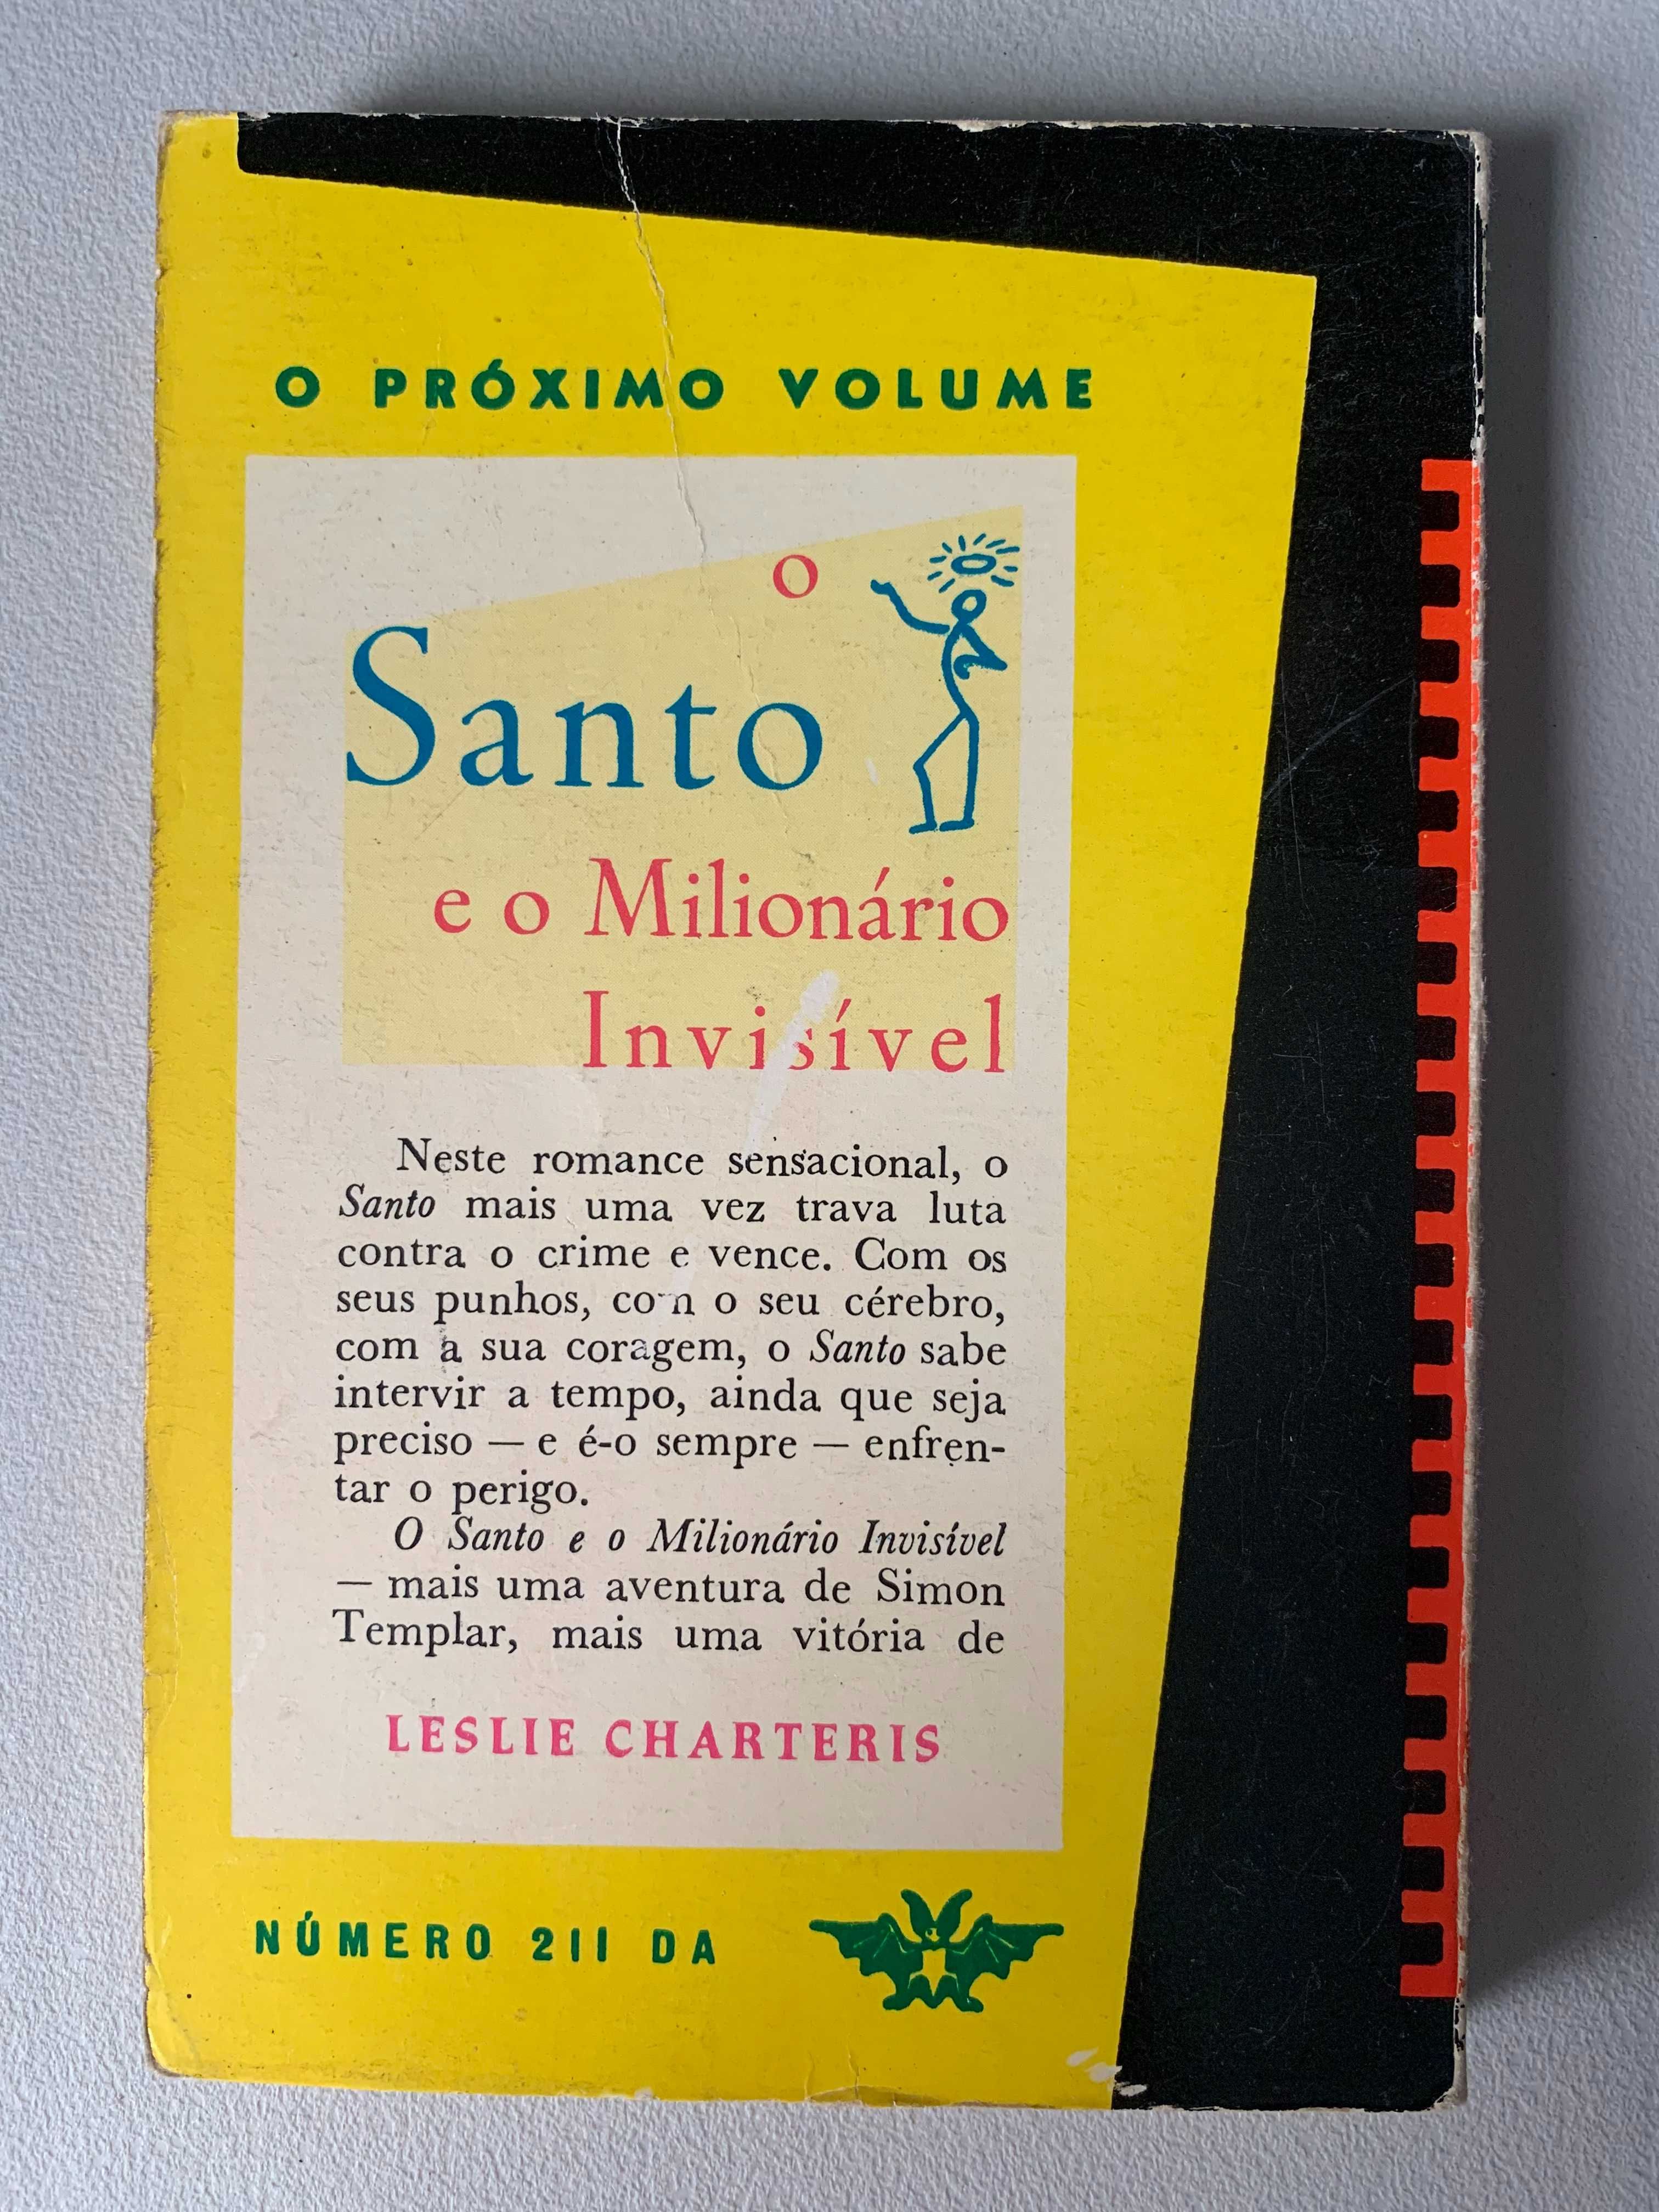 O PRÓXIMO VOLUME
o
Santo
e o Milionário
Invisível
Neste romance sensacional, o
Santo mais uma vez trava luta
contra o crime e vence. Com os
seus punhos, com o seu cérebro,
com a sua coragem, o Santo sabe
intervir a tempo, ainda que seja
preciso — e é-o sempre — enfren-
tar o perigo.
O Santo e o Milionário Invisível
— mais uma aventura de Simon
Templar, mais uma vitória de
LESLIE CHARTERIS
NÚMERO 211 DA